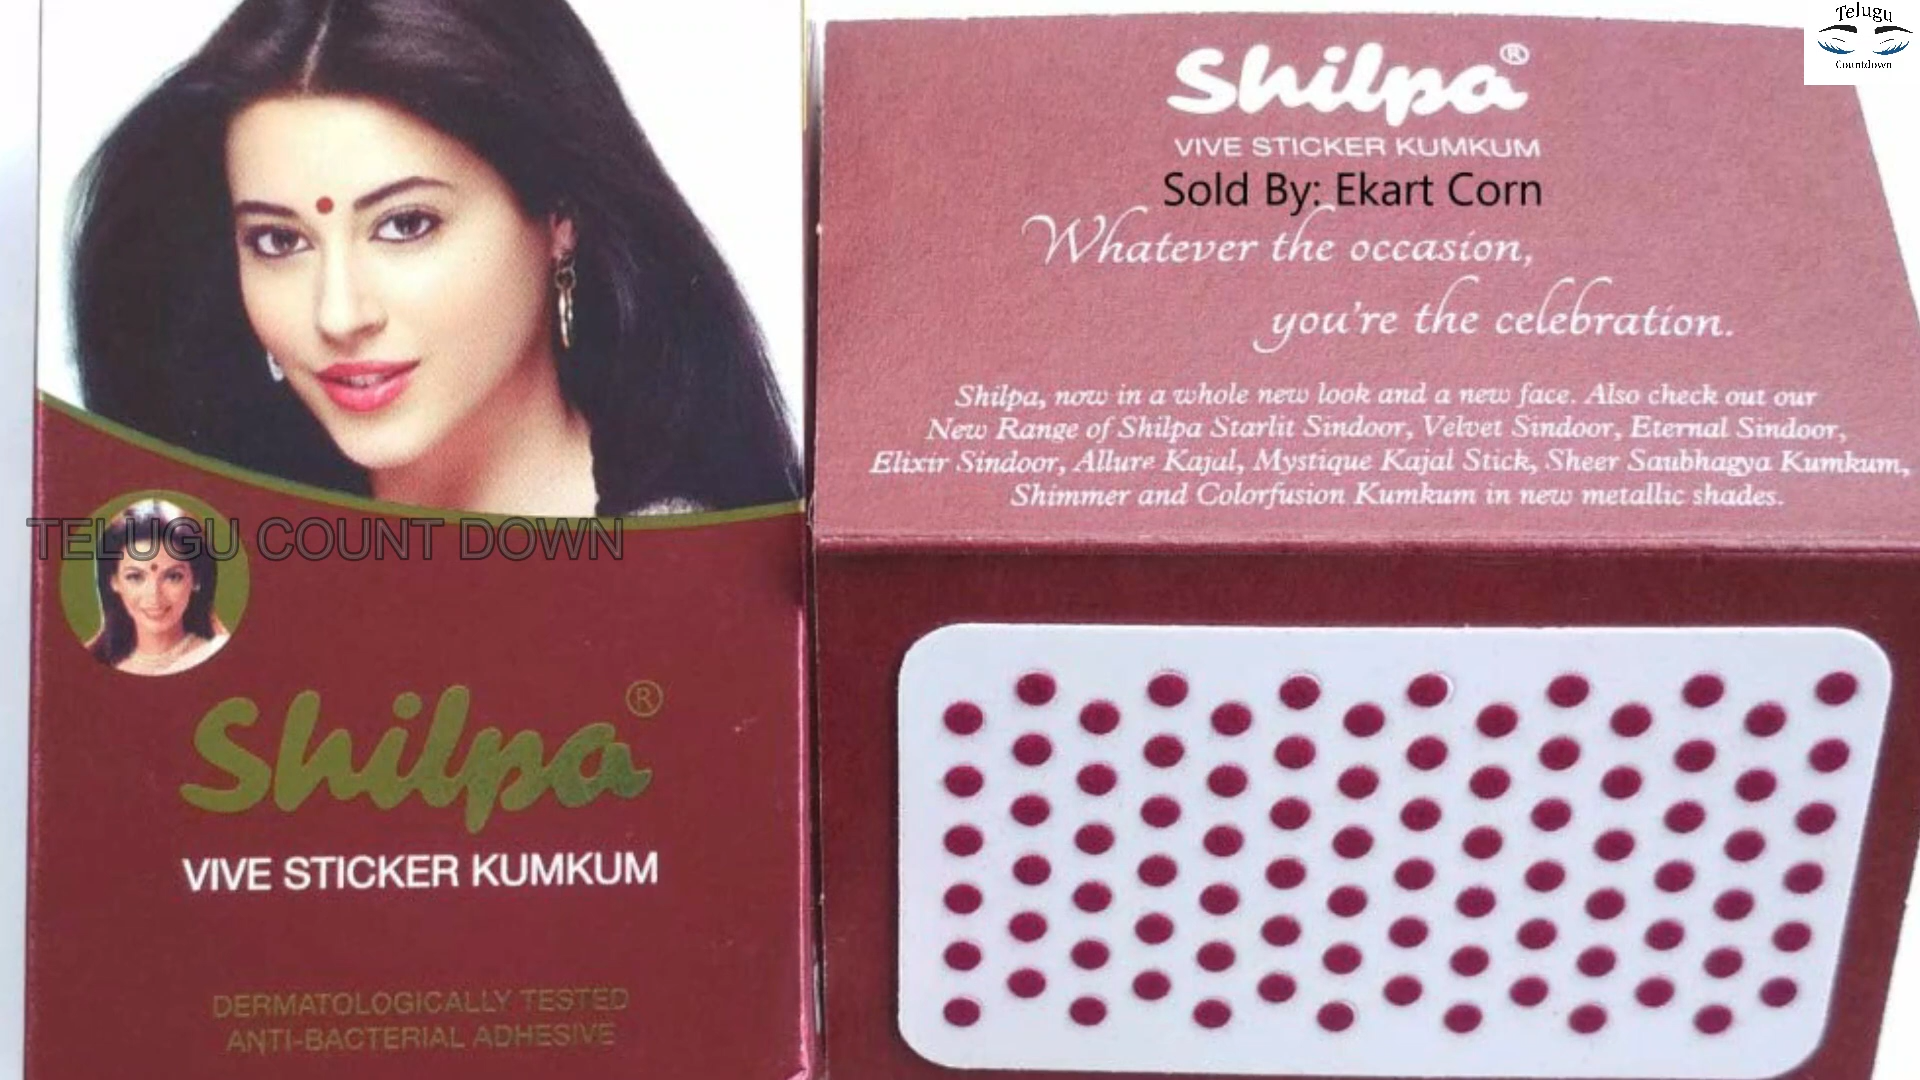 TELUGU COUNT DOWN
Shilpa®
VIVE STICKER KUMKUM
DERMATOLOGICALLY TESTED
ANTI-BACTERIAL ADHESIVE
Shilpa®
VIVE STICKER KUMKUM
Sold By: Ekart Corn
Whatever the occasion,
you're the celebration.
Shilpa, now in a whole new look and a new face. Also check out our
New Range of Shilpa Starlit Sindoor, Velvet Sindoor, Eternal Sindoor,
Elixir Sindoor, Allure Kajal, Mystique Kajal Stick, Sheer Saubhagya Kumkum,
Shimmer and Colorfusion Kumkum in new metallic shades.
Telugu
Countdown